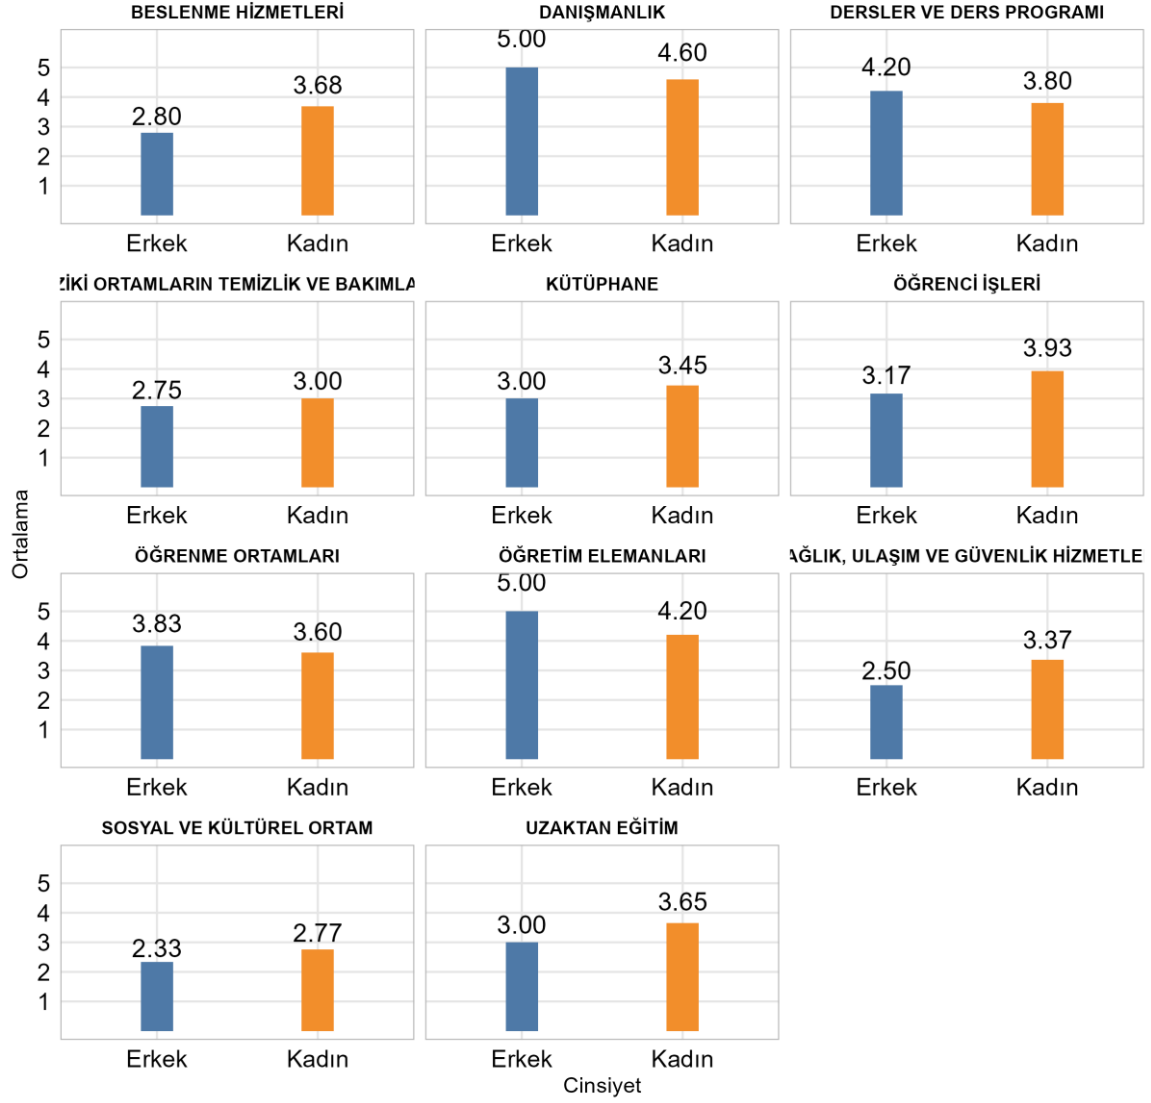 BESLENME HİZMETLERİ
DANIŞMANLIK
DERSLER VE DERS PROGRAMI
5
4
3
2
1
2.80
3.68
5.00
4.60
4.20
3.80
Erkek
Kadın
Erkek
Kadın
Erkek
Kadın
ZİKİ ORTAMLARIN TEMİZLİK VE BAKIMLA
KÜTÜPHANE
ÖĞRENCİ İŞLERİ
5
4
3
2
1
2.75
3.00
3.00
3.45
3.17
3.93
Erkek
Kadın
Erkek
Kadın
Erkek
Kadın
Ortalama
ÖĞRENME ORTAMLARI
ÖĞRETİM ELEMANLARI
AĞLIK, ULAŞIM VE GÜVENLİK HİZMETLE
5
4
3
2
1
3.83
3.60
5.00
4.20
2.50
3.37
Erkek
Kadın
Erkek
Kadın
Erkek
Kadın
SOSYAL VE KÜLTÜREL ORTAM
UZAKTAN EĞİTİM
5
4
3
2
1
2.33
2.77
3.00
3.65
Erkek
Kadın
Erkek
Kadın
Cinsiyet